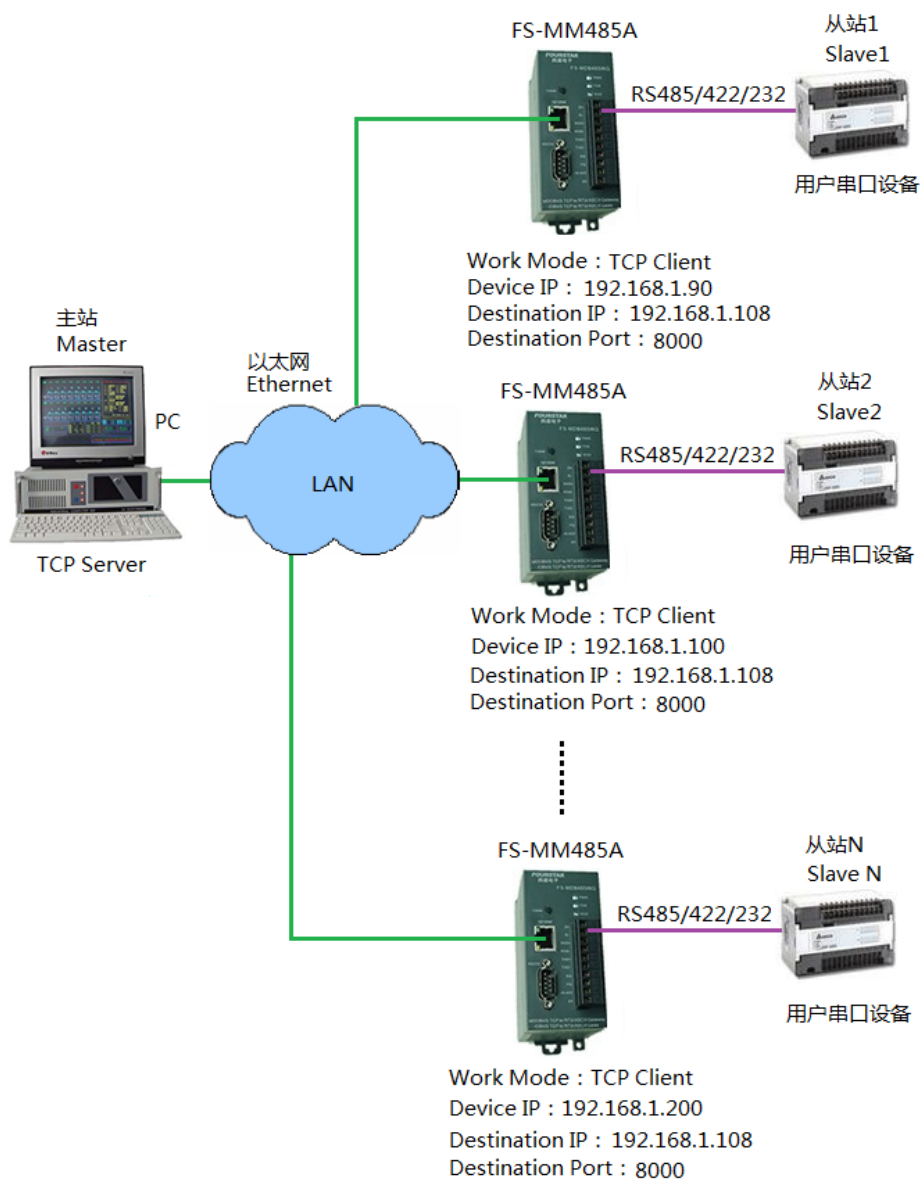 FS-MM485A
从站1
Slave1
RS485/422/232
用户串口设备
Work Mode：TCP Client
Device IP： 192.168.1.90
Destination IP：192.168.1.108
Destination Port：8000
主站
Master
PC
TCP Server
以太网
Ethernet
LAN
FS-MM485A
从站2
Slave2
RS485/422/232
用户串口设备
Work Mode：TCP Client
Device IP：192.168.1.100
Destination IP： 192.168.1.108
Destination Port：8000
FS-MM485A
从站N
Slave N
RS485/422/232
用户串口设备
Work Mode：TCP Client
Device IP：192.168.1.200
Destination IP： 192.168.1.108
Destination Port：8000